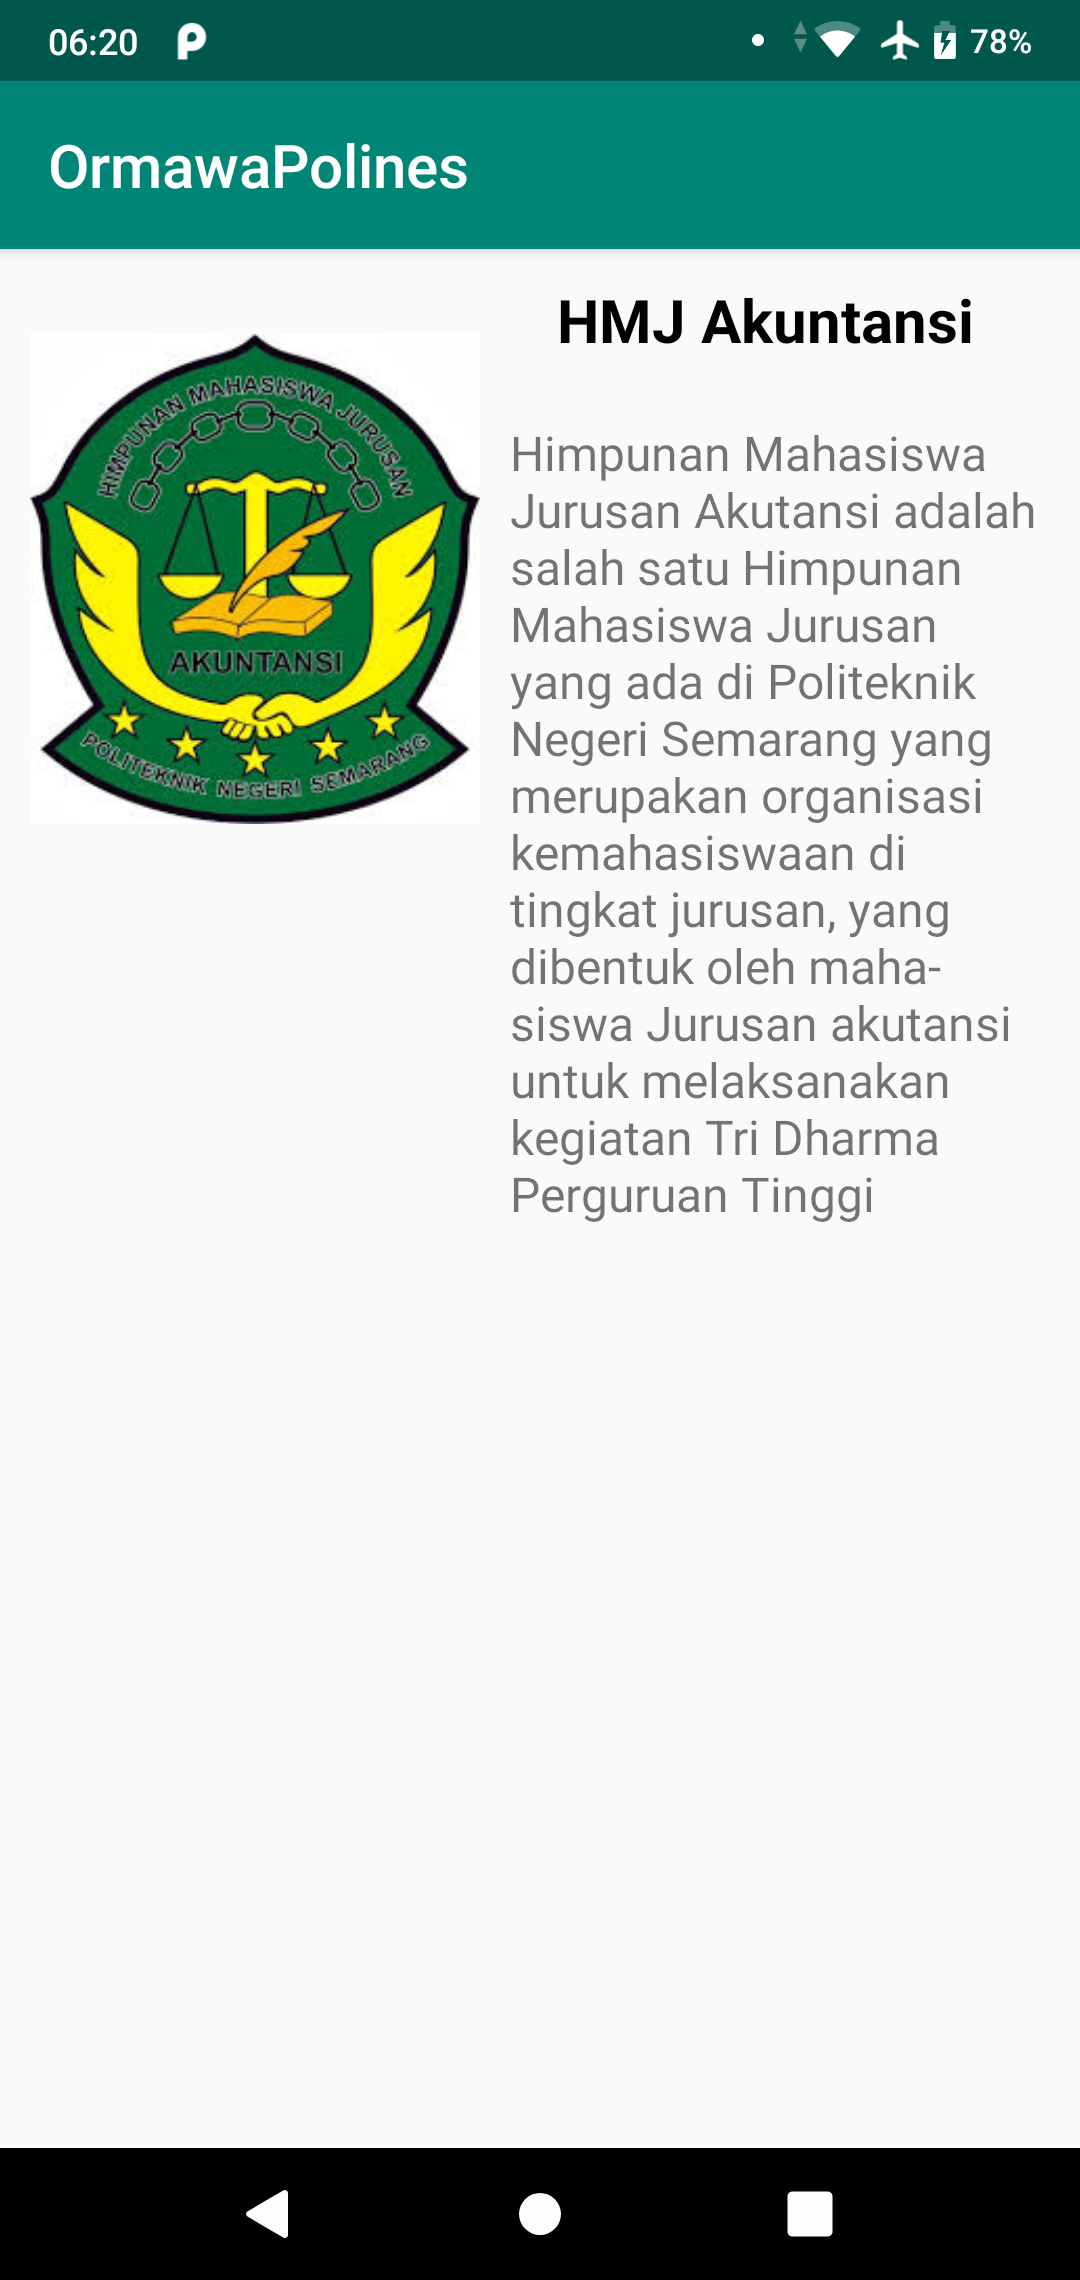 06:20
78%
OrmawaPolines
HMJ Akuntansi
HIMPUNAN MAHASISWA JURUSAN
AKUNTANSI
POLITEKNIK NEGERI SEMARANG
Himpunan Mahasiswa
Jurusan Akutansi adalah
salah satu Himpunan
Mahasiswa Jurusan
yang ada di Politeknik
Negeri Semarang yang
merupakan organisasi
kemahasiswaan di
tingkat jurusan, yang
dibentuk oleh maha-
siswa Jurusan akutansi
untuk melaksanakan
kegiatan Tri Dharma
Perguruan Tinggi